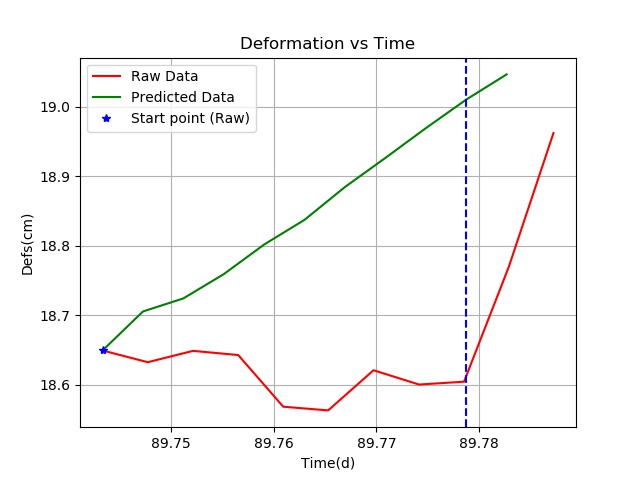 Deformation vs Time
Raw Data
Predicted Data
Start point (Raw)
19.0
18.9
18.8
18.7
18.6
Defs(cm)
89.75 89.76 89.77 89.78
Time(d)